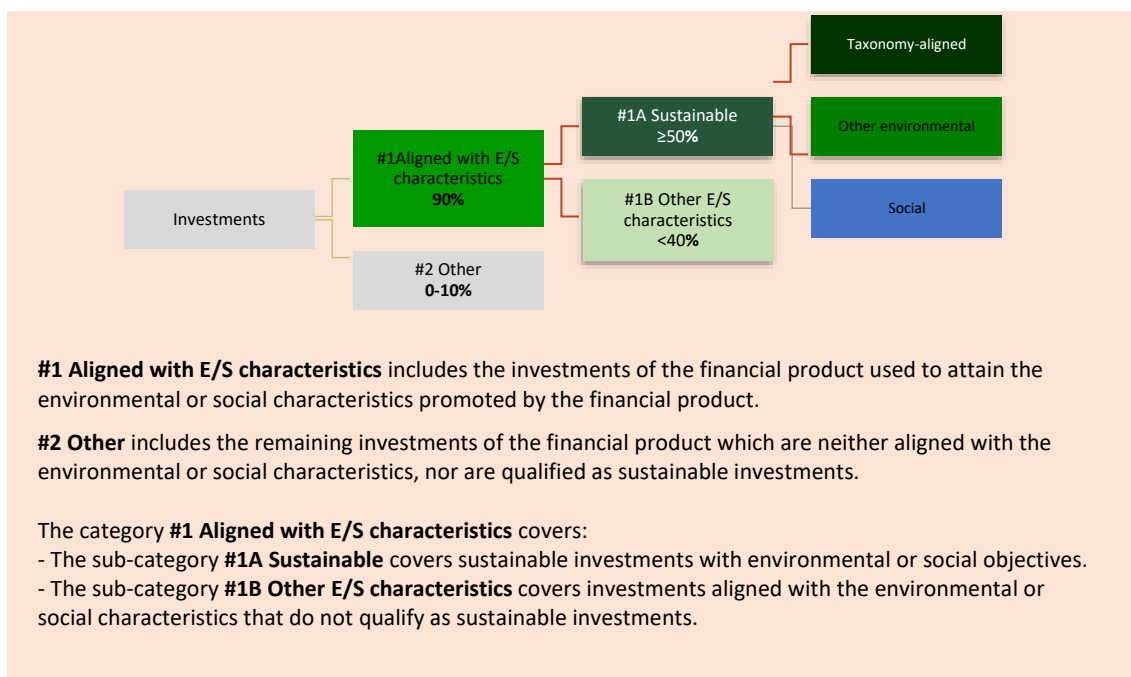 Taxonomy-aligned
#1A Sustainable
≥50%
Other environmental
#1Aligned with E/S
characteristics
90%
#1B Other E/S
characteristics
<40%
Social
Investments
#2 Other
0-10%
#1 Aligned with E/S characteristics includes the investments of the financial product used to attain the
environmental or social characteristics promoted by the financial product.
#2 Other includes the remaining investments of the financial product which are neither aligned with the
environmental or social characteristics, nor are qualified as sustainable investments.
The category #1 Aligned with E/S characteristics covers:
- The sub-category #1A Sustainable covers sustainable investments with environmental or social objectives.
- The sub-category #1B Other E/S characteristics covers investments aligned with the environmental or
social characteristics that do not qualify as sustainable investments.